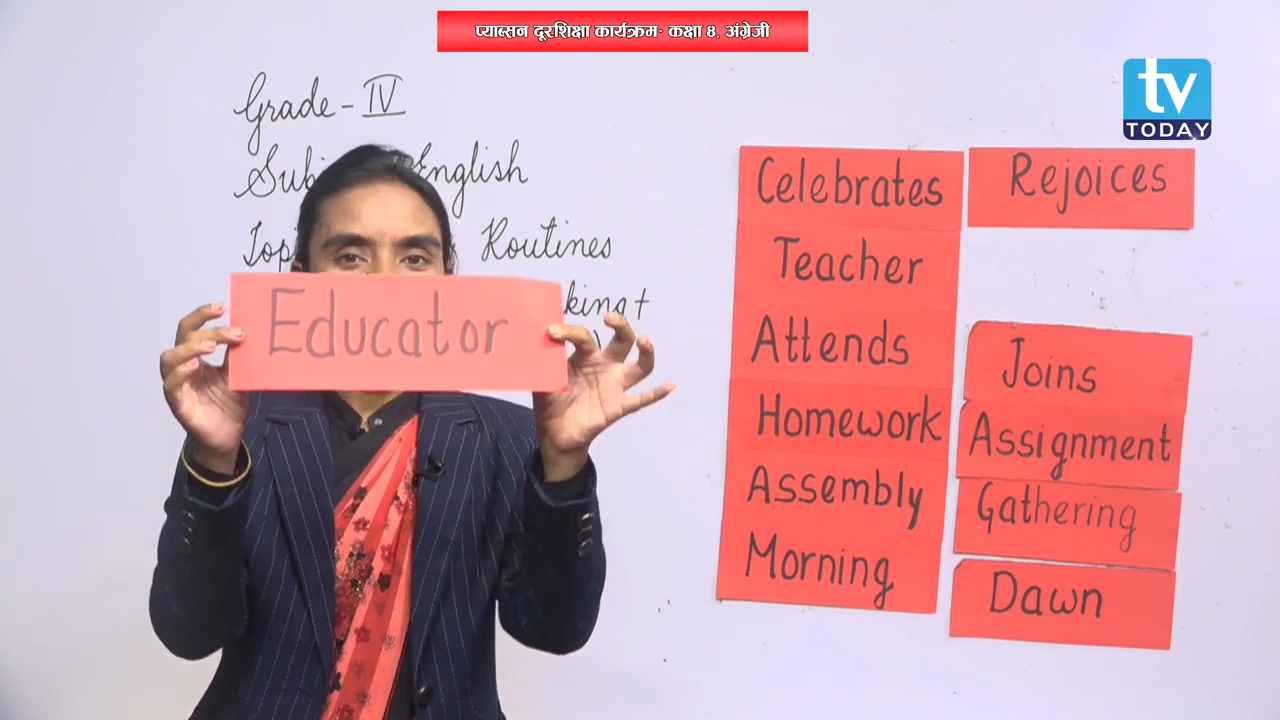 प्याब्सन दूरशिक्षा कार्यक्रम- कक्षा ४, अंग्रेजी
tv
TODAY
Grade - IV
English
Routines
Educator
Celebrates
Teacher
Attends
Homework
Assembly
Morning
Rejoices
Joins
Assignment
Gathering
Dawn